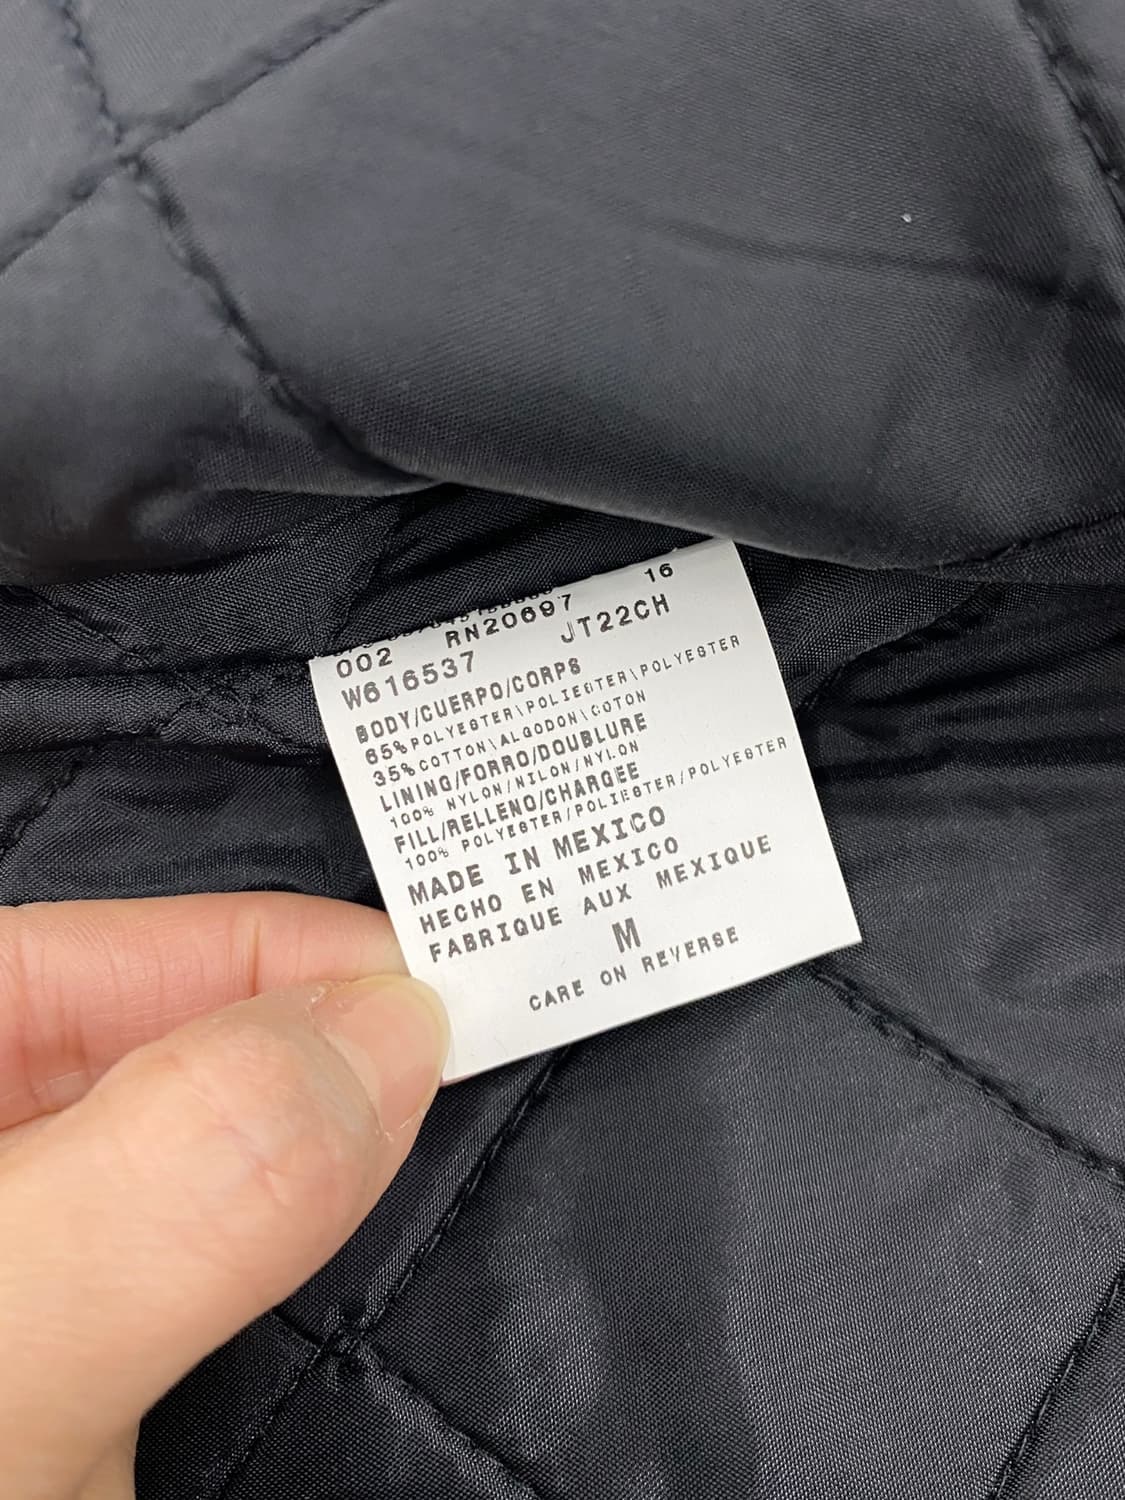 16
RN20697
002 JT22CH
W616537
BODY/CUERPO/CORPS
65% POLYESTER\POLIESTER\POLYESTER
35% COTTON\ALGODON\COTON
LINING/FORRO/DOUBLURE
100% NYLON/NILON/NYLON
FILL/RELLENO/CHARGEE
100% POLYESTER/POLIESTER/POLYESTER
MADE IN MEXICO
HECHO EN MEXICO
FABRIQUE AUX MEXIQUE
M
CARE ON REVERSE